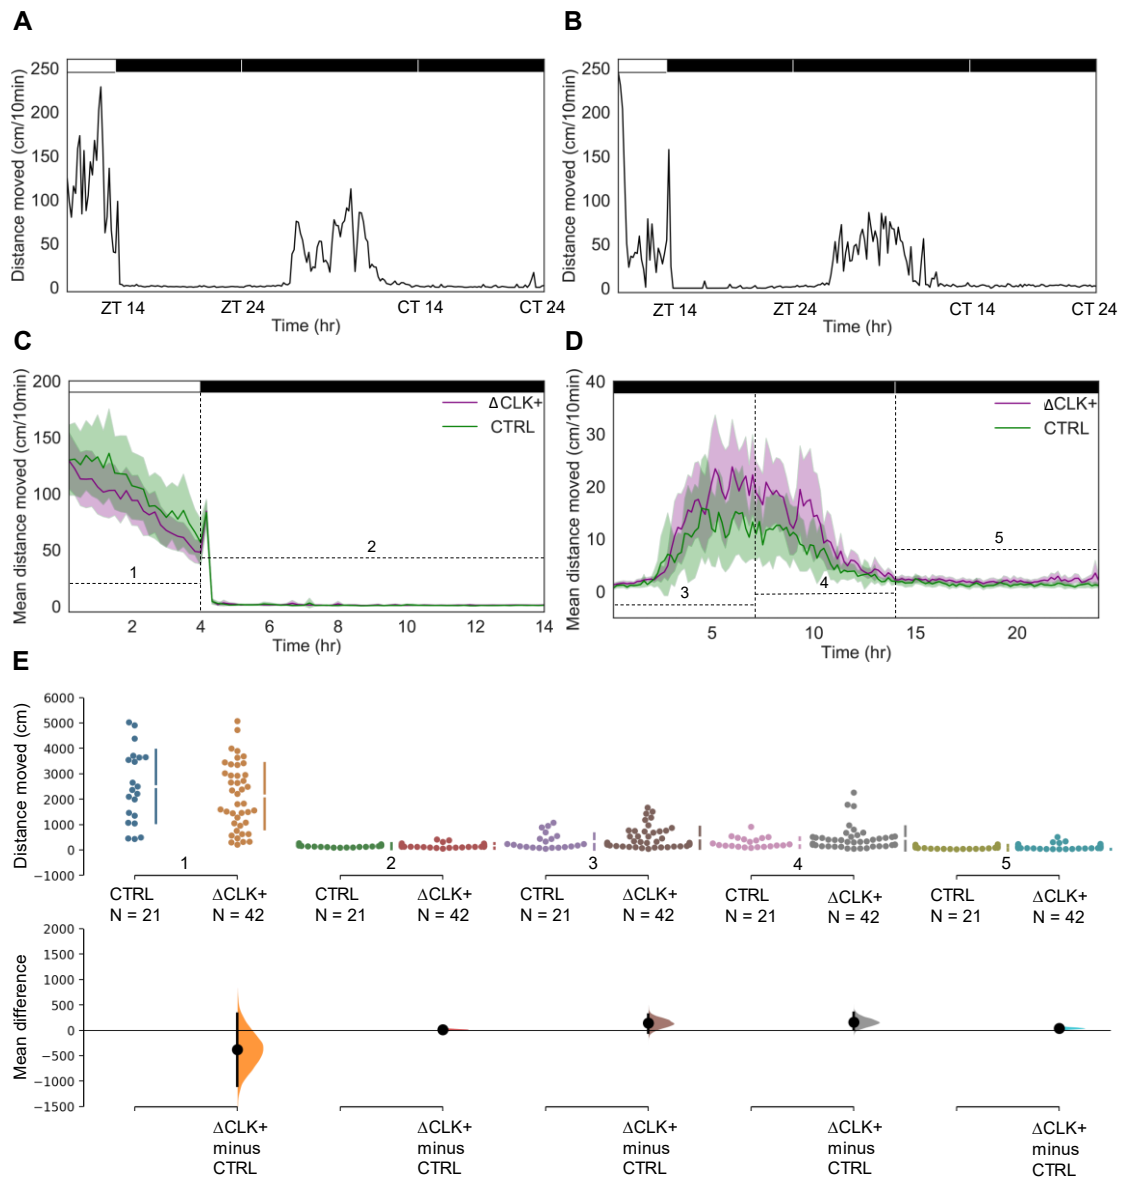 A
B
Distance moved (cm/10min)
250
200
150
100
50
0
ZT 14
ZT 24
CT 14
CT 24
Time (hr)
Distance moved (cm/10min)
250
200
150
100
50
0
ZT 14
ZT 24
CT 14
CT 24
Time (hr)
C
D
Mean distance moved (cm/10min)
200
150
100
50
0
ΔCLK+
CTRL
1
2
2
4
6
8
10
12
14
Time (hr)
Mean distance moved (cm/10min)
40
30
20
10
0
ΔCLK+
CTRL
3
4
5
5
10
15
20
Time (hr)
E
Distance moved (cm)
6000
5000
4000
3000
2000
1000
0
−1000
1
2
3
4
5
CTRL
N = 21
ΔCLK+
N = 42
CTRL
N = 21
ΔCLK+
N = 42
CTRL
N = 21
ΔCLK+
N = 42
CTRL
N = 21
ΔCLK+
N = 42
CTRL
N = 21
ΔCLK+
N = 42
Mean difference
2000
1500
1000
500
0
−500
−1000
−1500
ΔCLK+
minus
CTRL
ΔCLK+
minus
CTRL
ΔCLK+
minus
CTRL
ΔCLK+
minus
CTRL
ΔCLK+
minus
CTRL